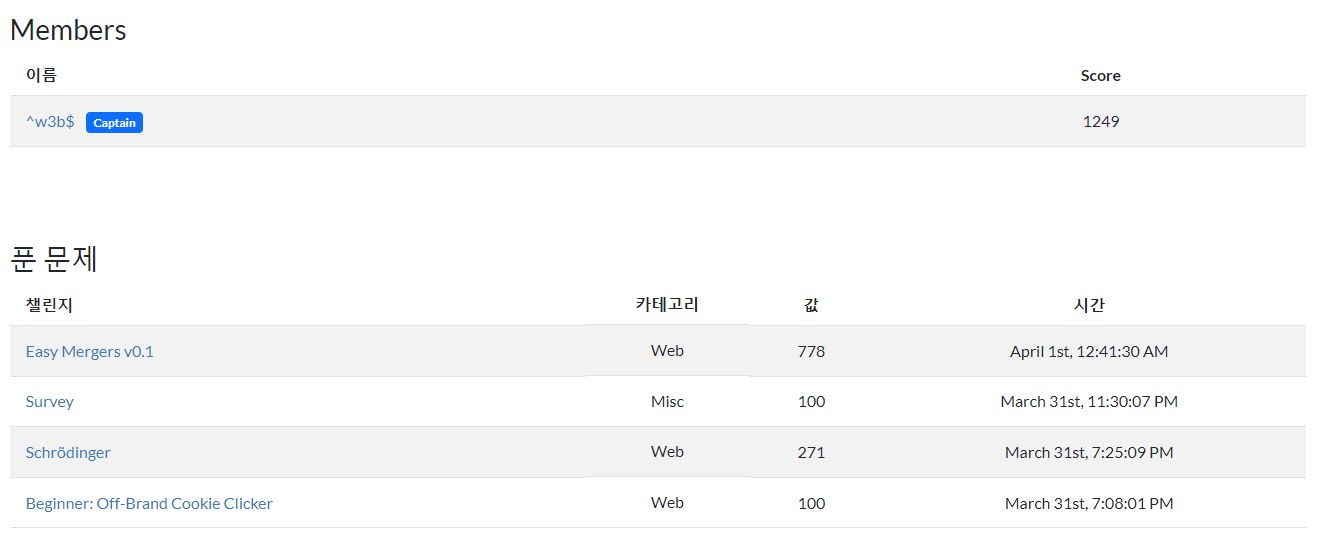 Members
이름 Score
^w3b$ Captain 1249
푼 문제
챌린지 카테고리 값 시간
Easy Mergers v0.1 Web 778 April 1st, 12:41:30 AM
Survey Misc 100 March 31st, 11:30:07 PM
Schrödinger Web 271 March 31st, 7:25:09 PM
Beginner: Off-Brand Cookie Clicker Web 100 March 31st, 7:08:01 PM